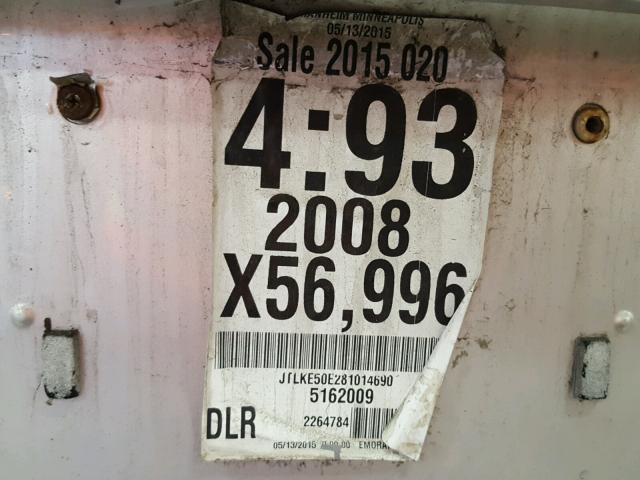 MANHEIM MINNEAPOLIS
05/13/2015
Sale 2015 020
4:93
2008
X56,996
JTLKE50E281014690
5162009
DLR 2264784
05/13/2015